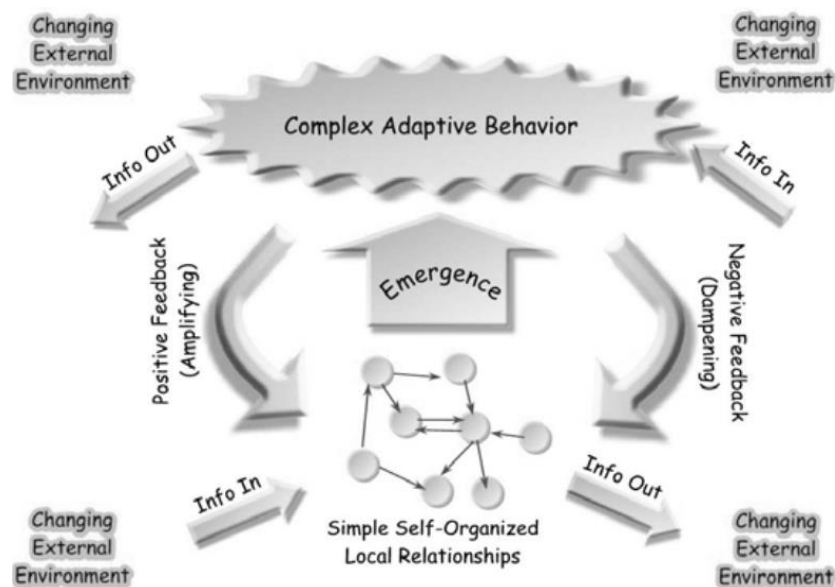 Changing
External
Environment
Changing
External
Environment
Complex Adaptive Behavior
Info Out
Info In
Positive Feedback
(Amplifying)
Emergence
Negative Feedback
(Dampening)
Info In
Info Out
Simple Self-Organized
Local Relationships
Changing
External
Environment
Changing
External
Environment